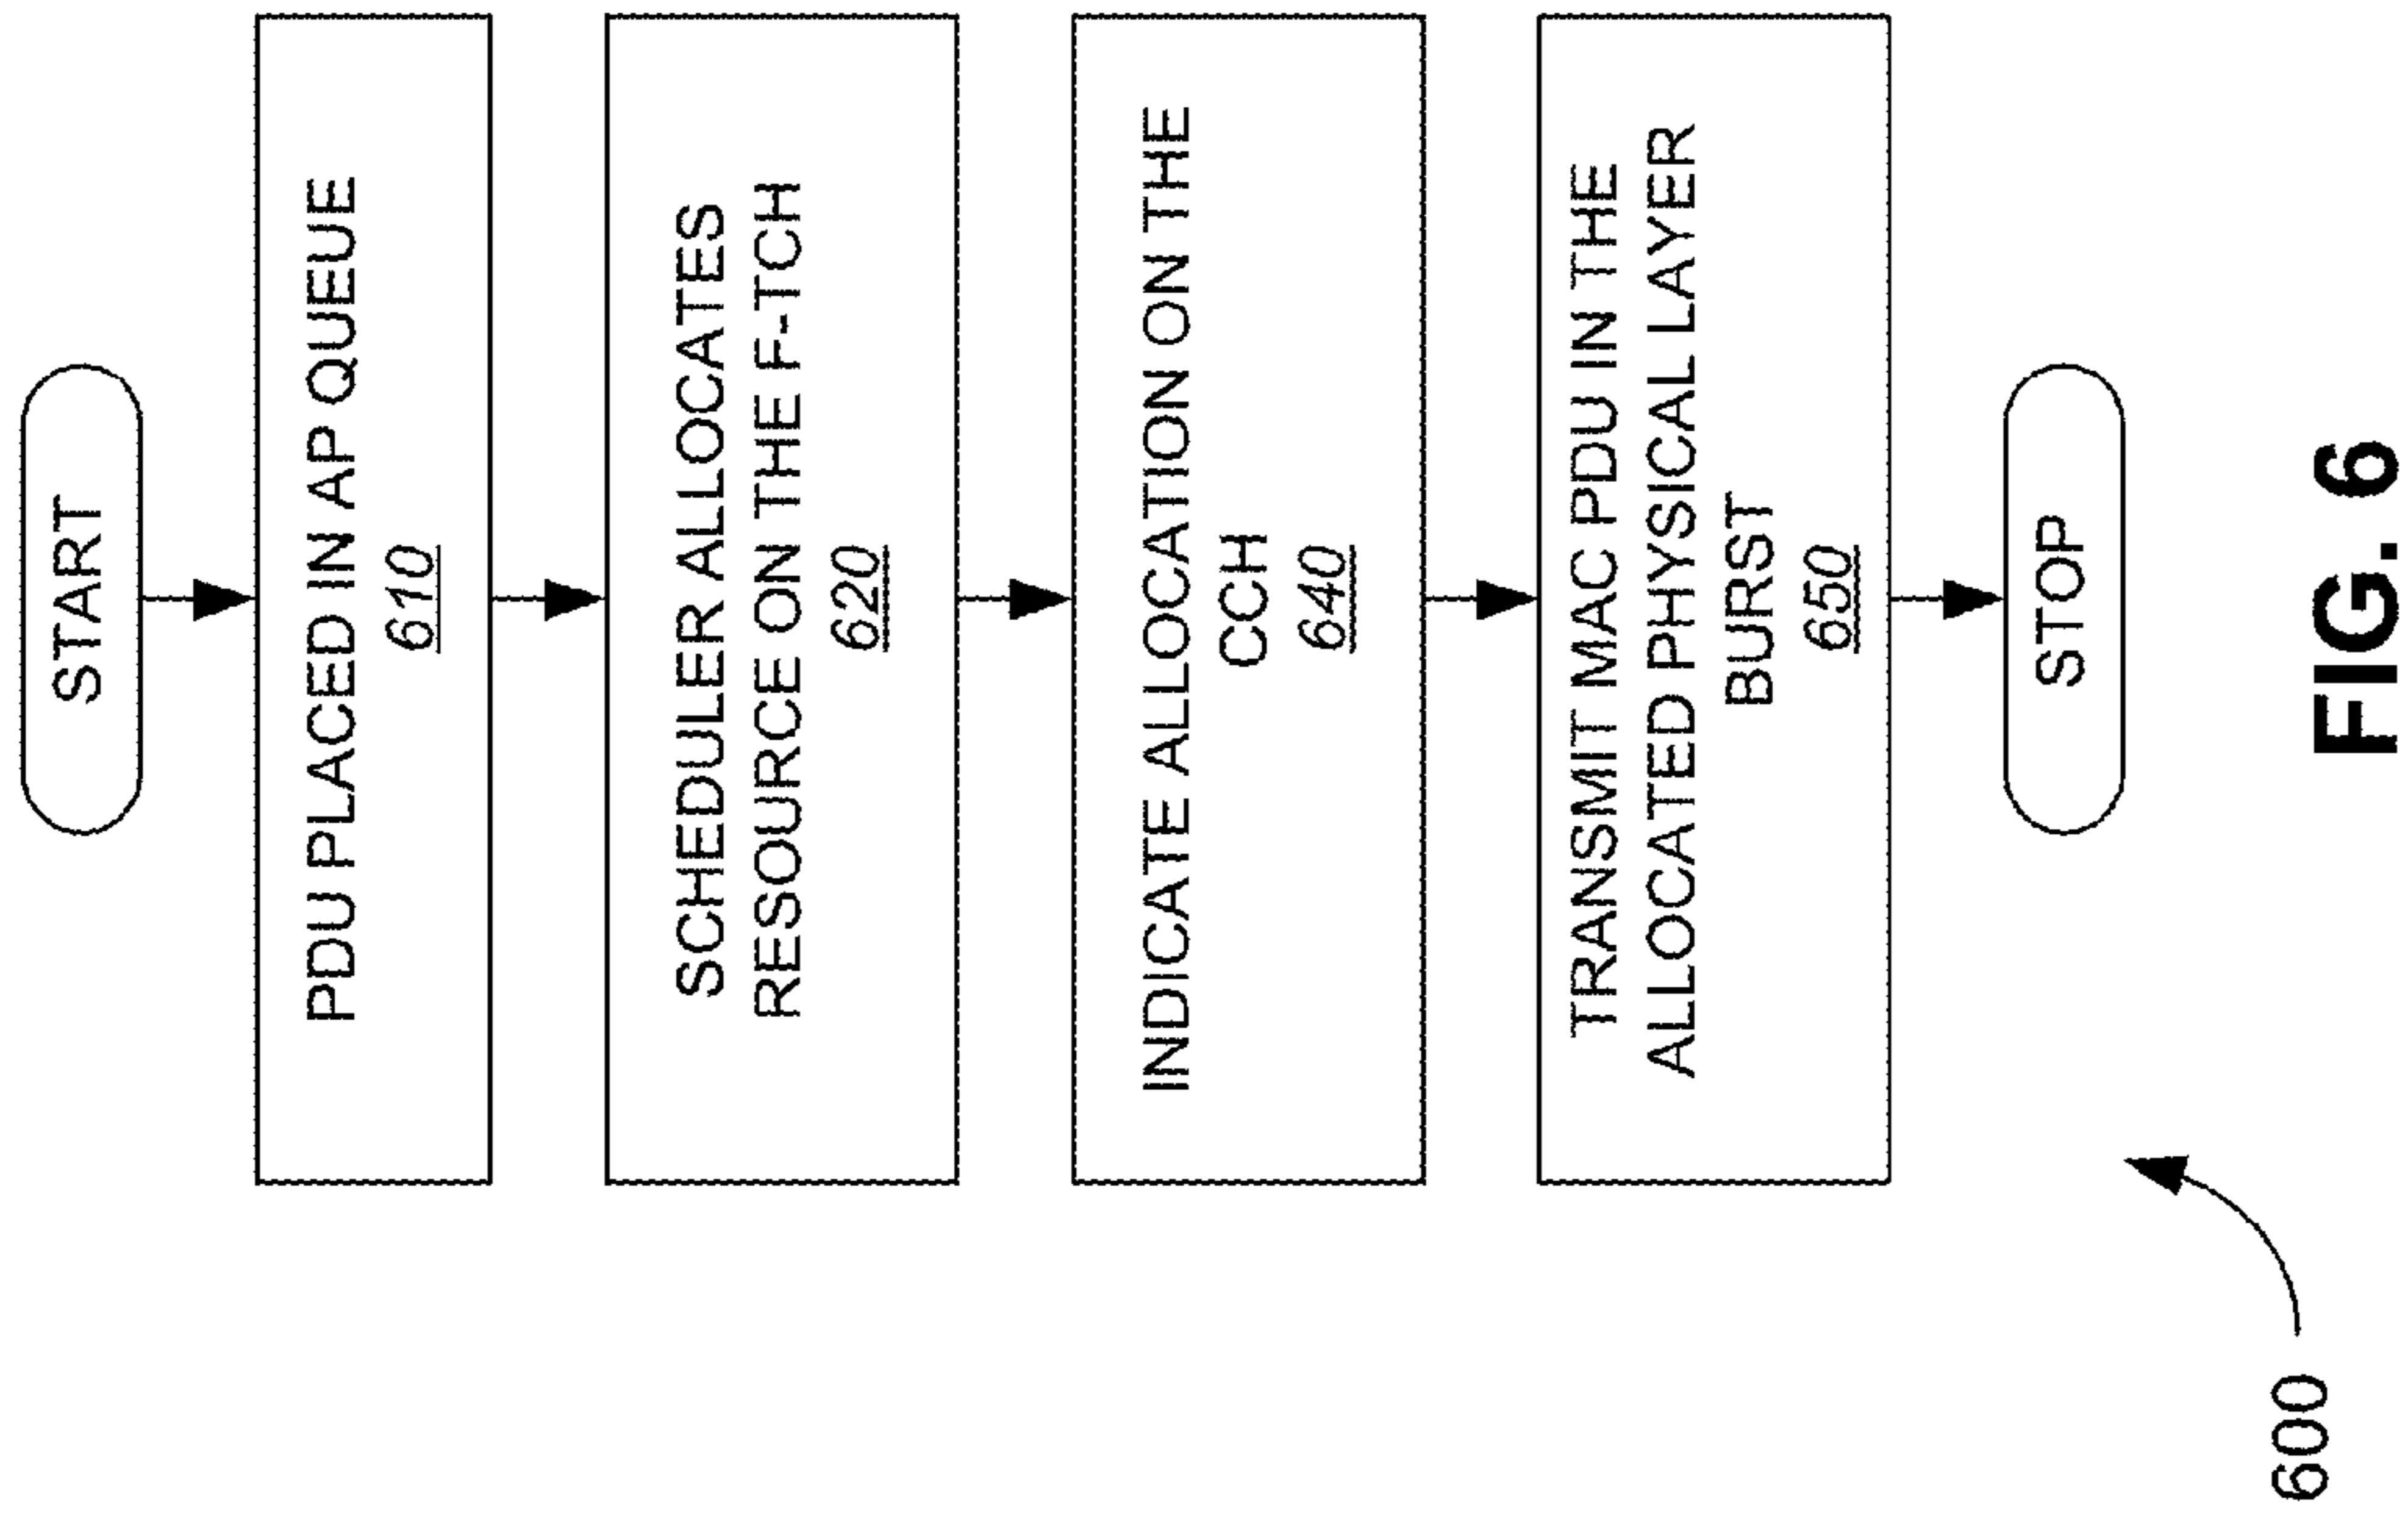 START
PDU PLACED IN AP QUEUE
610
SCHEDULER ALLOCATES
RESOURCE ON THE F-TCH
620
INDICATE ALLOCATION ON THE
CCH
640
TRANSMIT MAC PDU IN THE
ALLOCATED PHYSICAL LAYER
BURST
650
STOP
600
FIG. 6